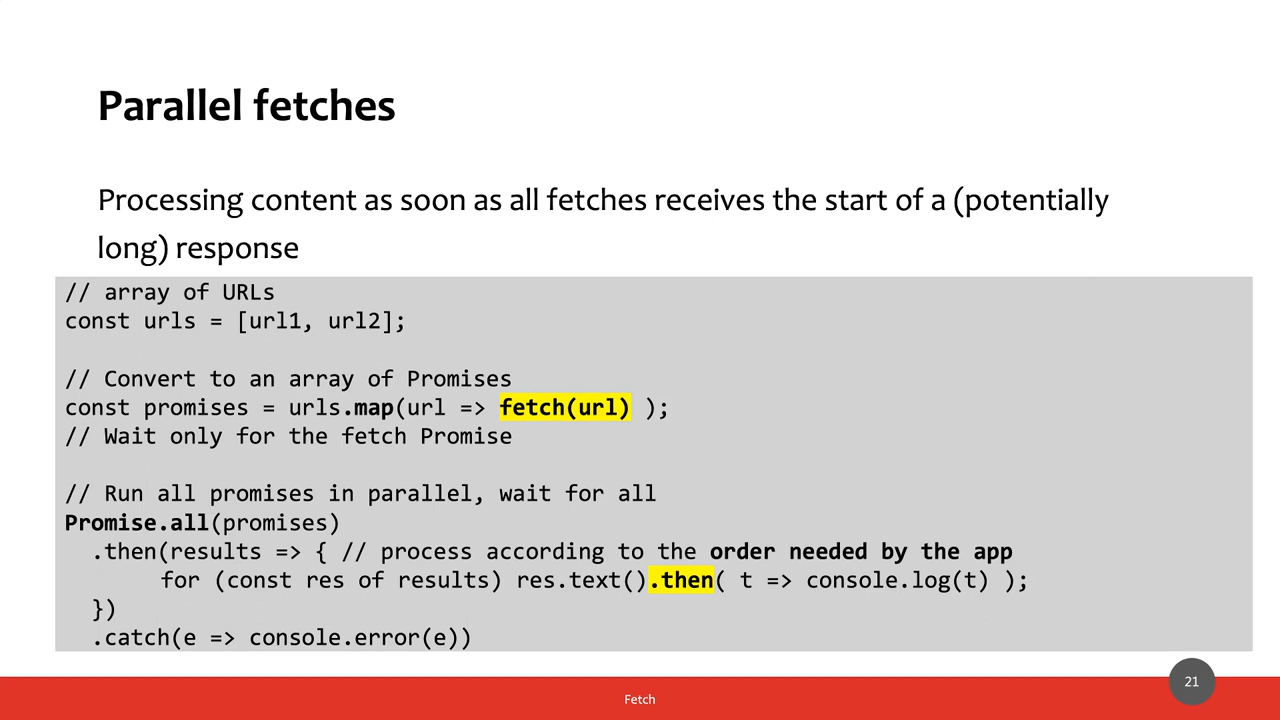 Parallel fetches
Processing content as soon as all fetches receives the start of a (potentially
long) response
// array of URLs
const urls = [url1, url2];
// Convert to an array of Promises
const promises = urls.map(url => fetch(url) );
// Wait only for the fetch Promise
// Run all promises in parallel, wait for all
Promise.all(promises)
.then(results => { // process according to the order needed by the app
for (const res of results) res.text().then( t => console.log(t) );
})
.catch(e => console.error(e))
21
Fetch